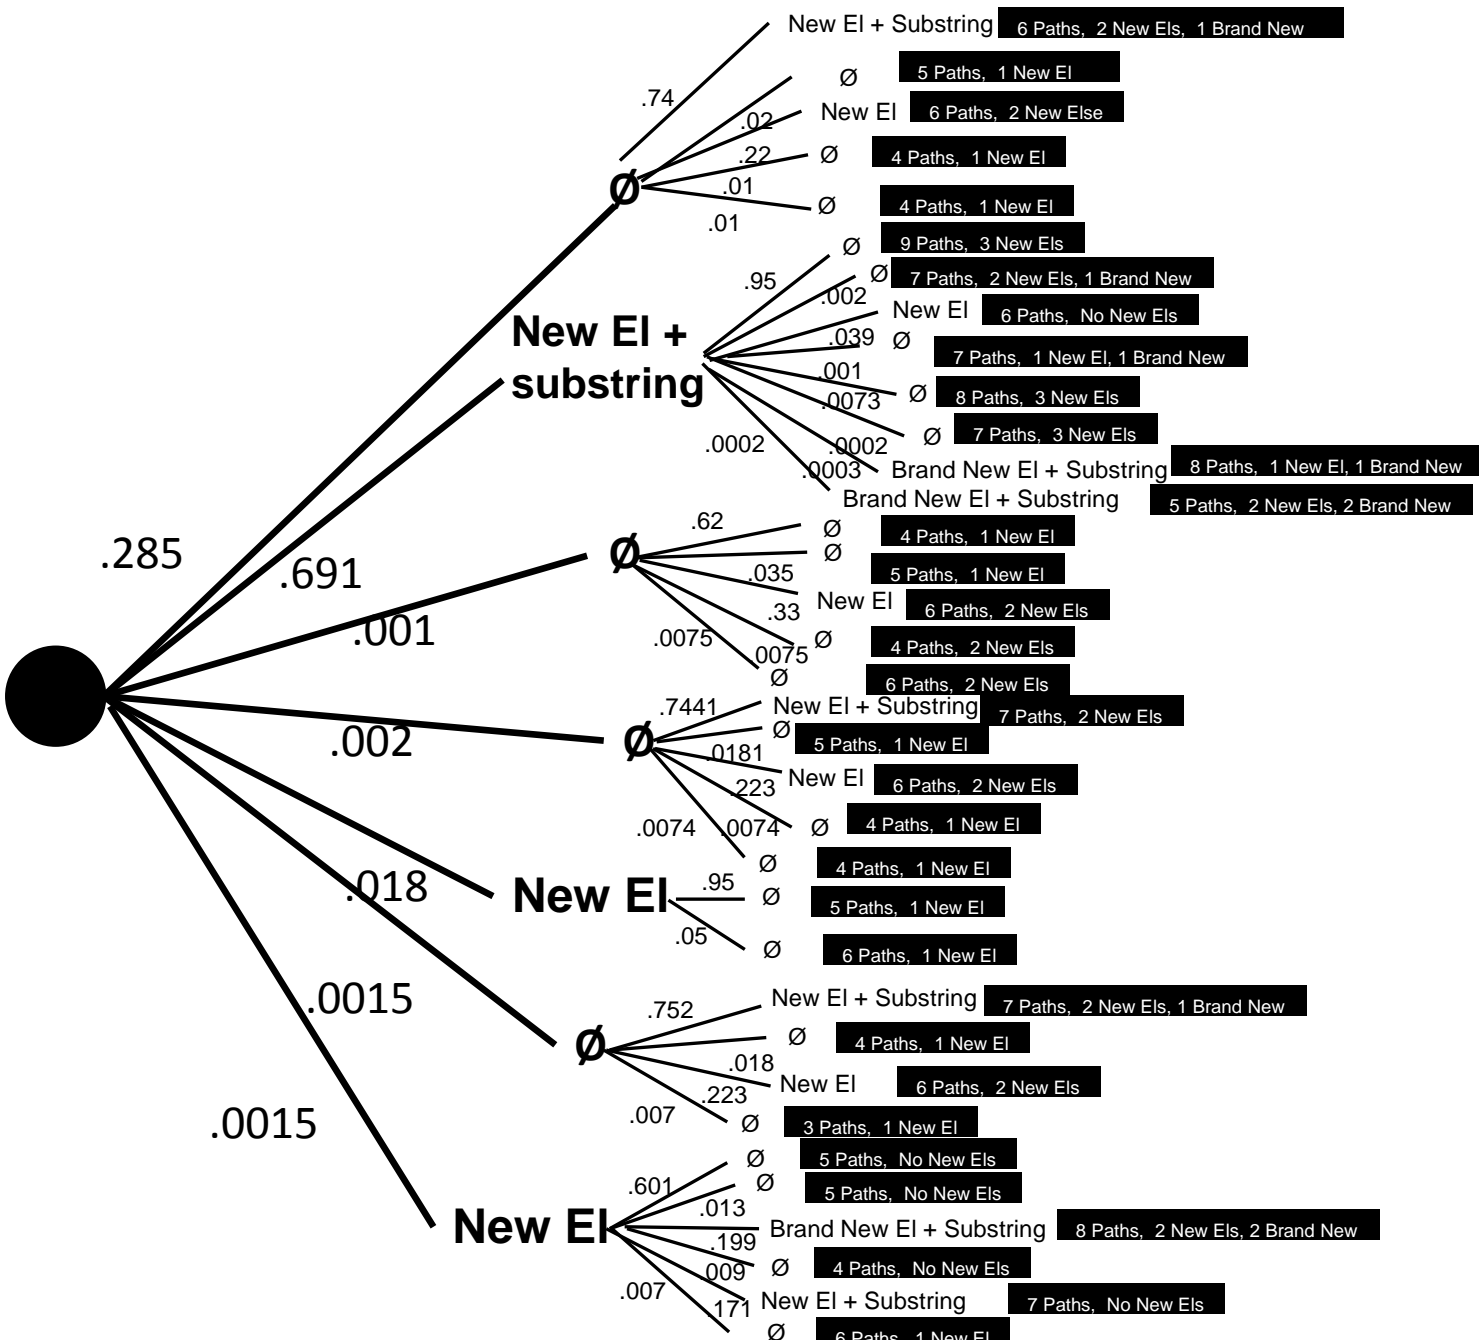 New El + Substring 6 Paths, 2 New Els, 1 Brand New
Ø 5 Paths, 1 New El
.74
.02 New El 6 Paths, 2 New Else
.22 Ø 4 Paths, 1 New El
Ø .01
.01 Ø 4 Paths, 1 New El
Ø 9 Paths, 3 New Els
.95 Ø 7 Paths, 2 New Els, 1 Brand New
.002 New El 6 Paths, No New Els
New El +
substring
.039 Ø 7 Paths, 1 New El, 1 Brand New
.001 Ø 8 Paths, 3 New Els
.0073 Ø 7 Paths, 3 New Els
.0002 .0002
.0003 Brand New El + Substring 8 Paths, 1 New El, 1 Brand New
Brand New El + Substring 5 Paths, 2 New Els, 2 Brand New
.62 Ø 4 Paths, 1 New El
.285 .691 Ø Ø 5 Paths, 1 New El
.035 New El 6 Paths, 2 New Els
.33
.001 .0075 Ø 4 Paths, 2 New Els
.0075 Ø 6 Paths, 2 New Els
.7441 New El + Substring 7 Paths, 2 New Els
.002 Ø Ø 5 Paths, 1 New El
.0181 New El 6 Paths, 2 New Els
.223
.0074 .0074 Ø 4 Paths, 1 New El
Ø 4 Paths, 1 New El
.018 New El .95 Ø 5 Paths, 1 New El
.05 Ø 6 Paths, 1 New El
.0015 .752 New El + Substring 7 Paths, 2 New Els, 1 Brand New
Ø Ø 4 Paths, 1 New El
.018 New El 6 Paths, 2 New Els
.223
.0015 .007 Ø 3 Paths, 1 New El
Ø 5 Paths, No New Els
.601 Ø 5 Paths, No New Els
.013
New El Brand New El + Substring 8 Paths, 2 New Els, 2 Brand New
.199 Ø 4 Paths, No New Els
.009
.007 .171 New El + Substring 7 Paths, No New Els
Ø 6 Paths, 1 New El